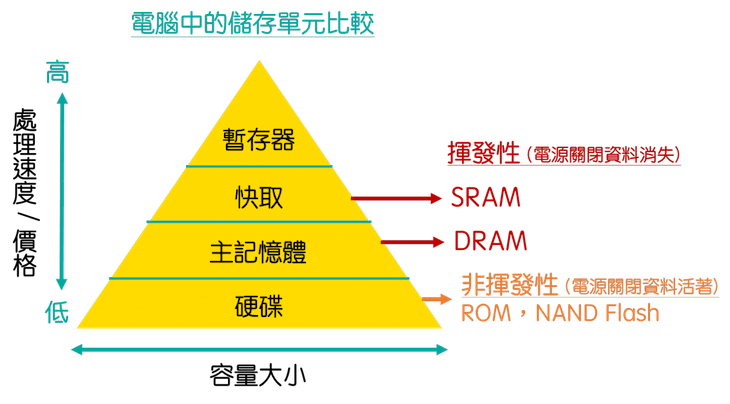 電腦中的儲存單元比較
高
處理速度/價格
低
暫存器
快取
主記憶體
硬碟
容量大小
揮發性(電源關閉資料消失)
SRAM
DRAM
非揮發性(電源關閉資料活著)
ROM，NAND Flash